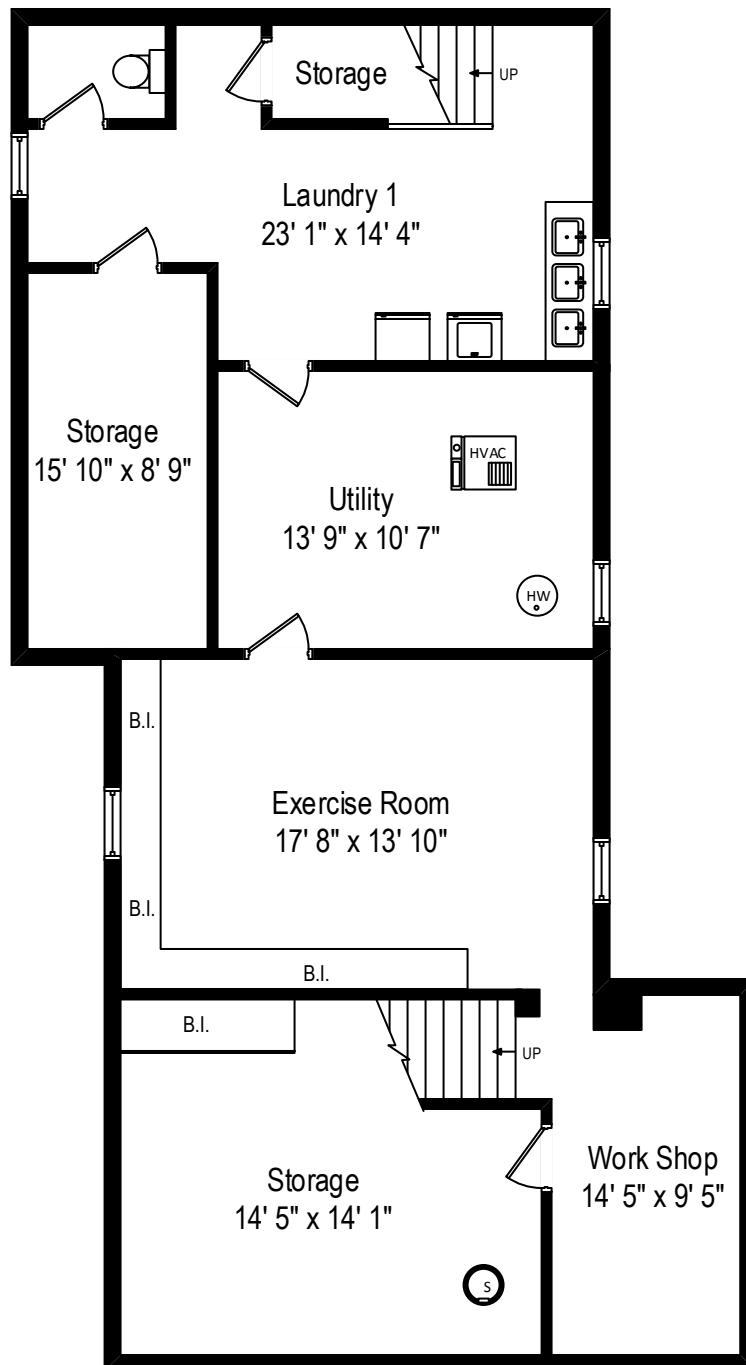 Storage
UP
Laundry 1
23' 1" x 14' 4"
Storage
15' 10" x 8' 9"
HVAC
Utility
13' 9" x 10' 7"
HW
B.I.
Exercise Room
17' 8" x 13' 10"
B.I.
B.I.
B.I.
UP
Storage
14' 5" x 14' 1"
Work Shop
14' 5" x 9' 5"
S